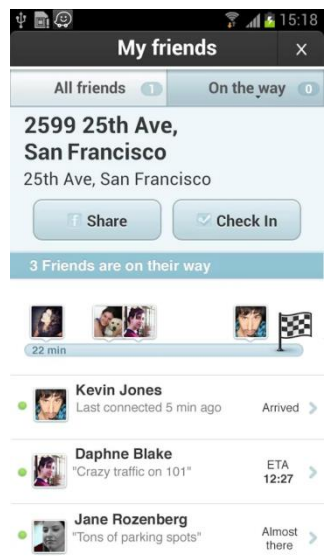 15:18
My friends
x
All friends 1
On the way 0
2599 25th Ave,
San Francisco
25th Ave, San Francisco
f Share
Check In
3 Friends are on their way
22 min
Kevin Jones
Last connected 5 min ago
Arrived
Daphne Blake
"Crazy traffic on 101"
ETA
12:27
Jane Rozenberg
"Tons of parking spots"
Almost
there